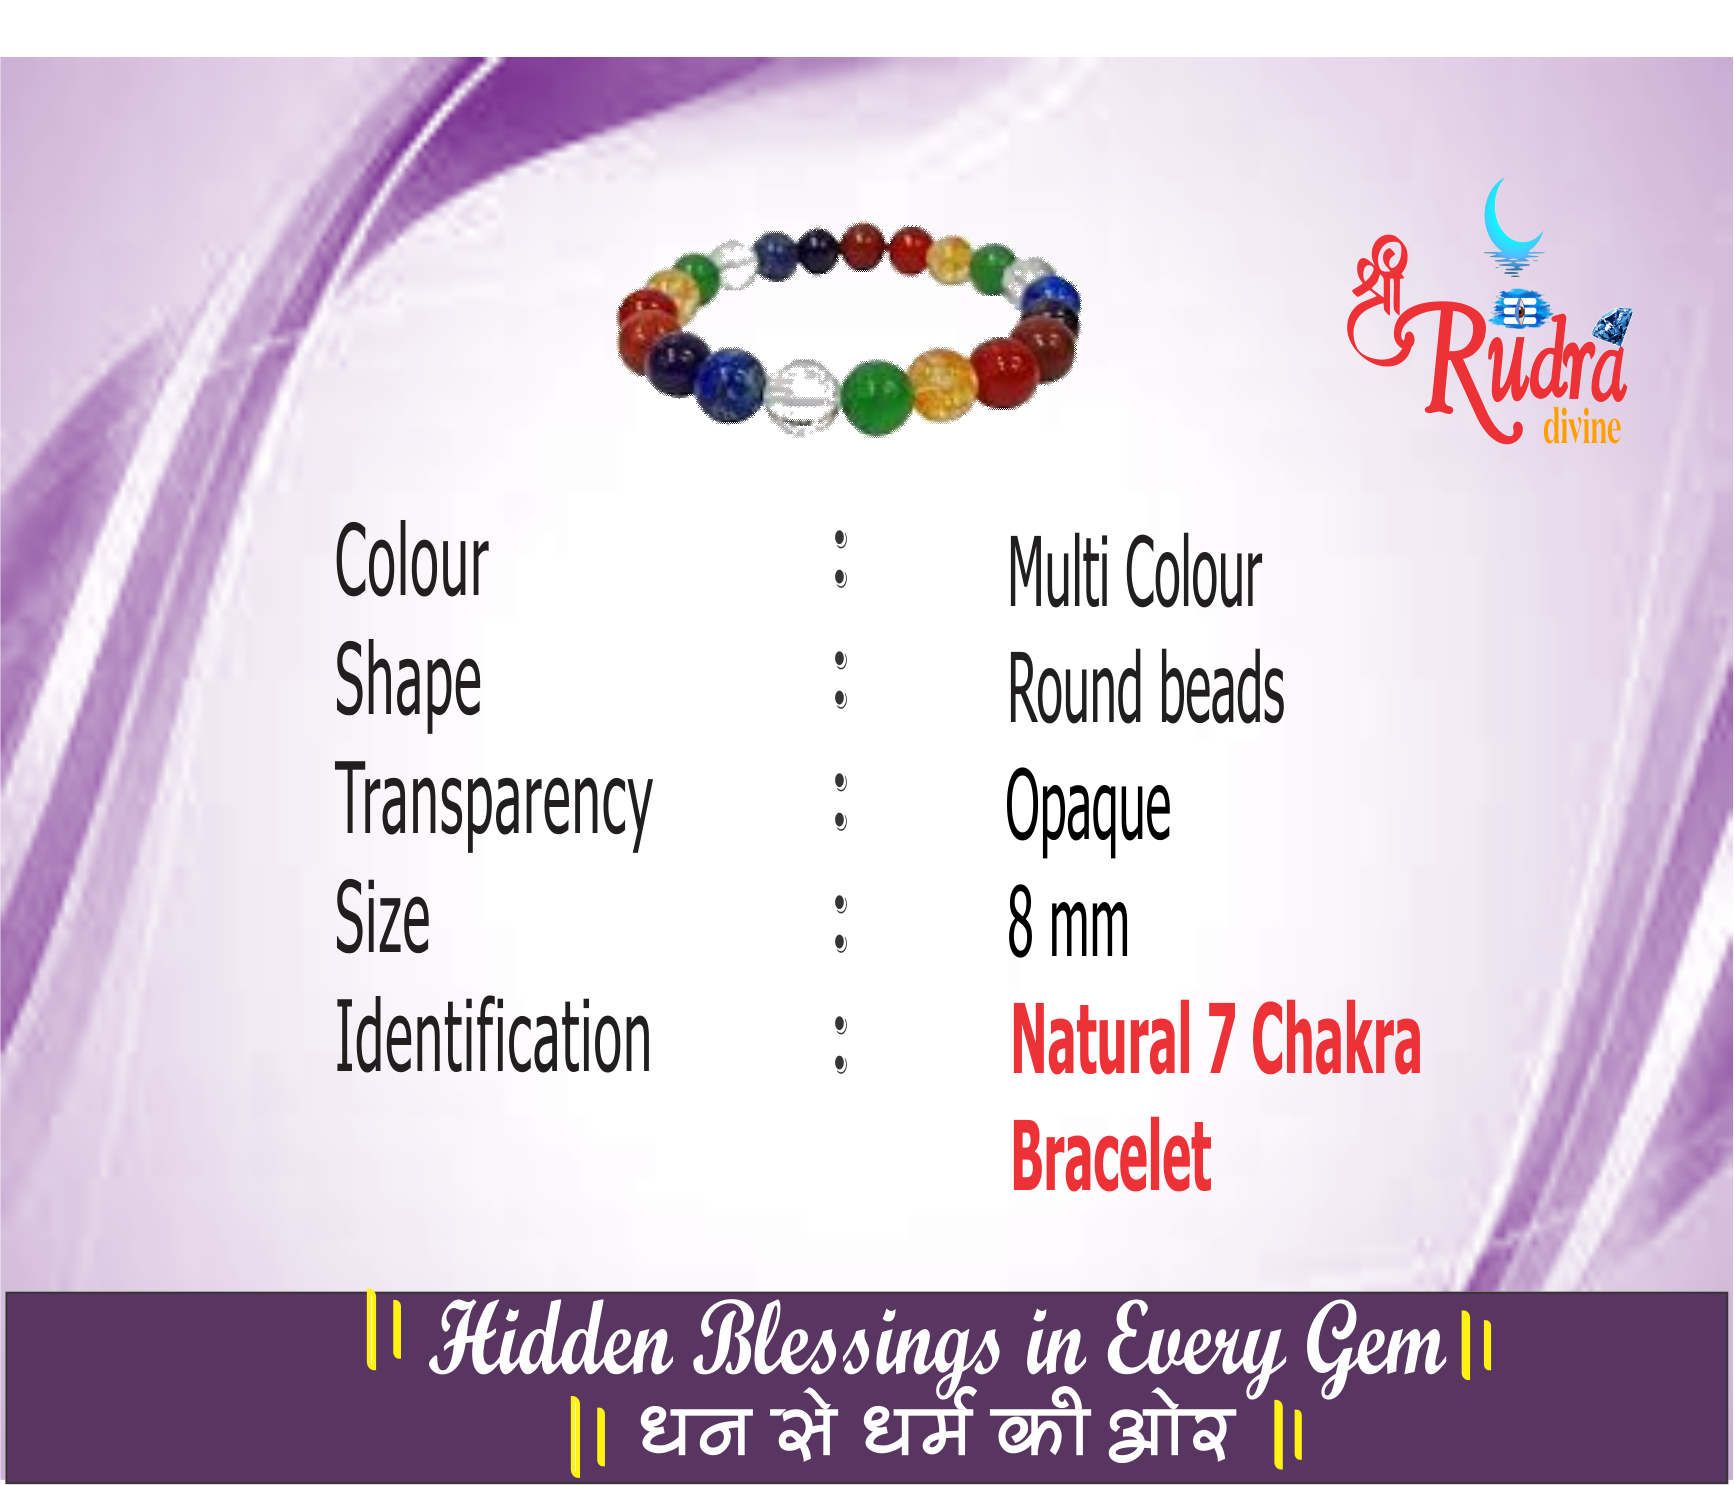 श्री
Rudra
divine
Colour : Multi Colour
Shape : Round beads
Transparency : Opaque
Size : 8 mm
Identification : Natural 7 Chakra
Bracelet
|| Hidden Blessings in Every Gem ||
|| धन से धर्म की ओर ||